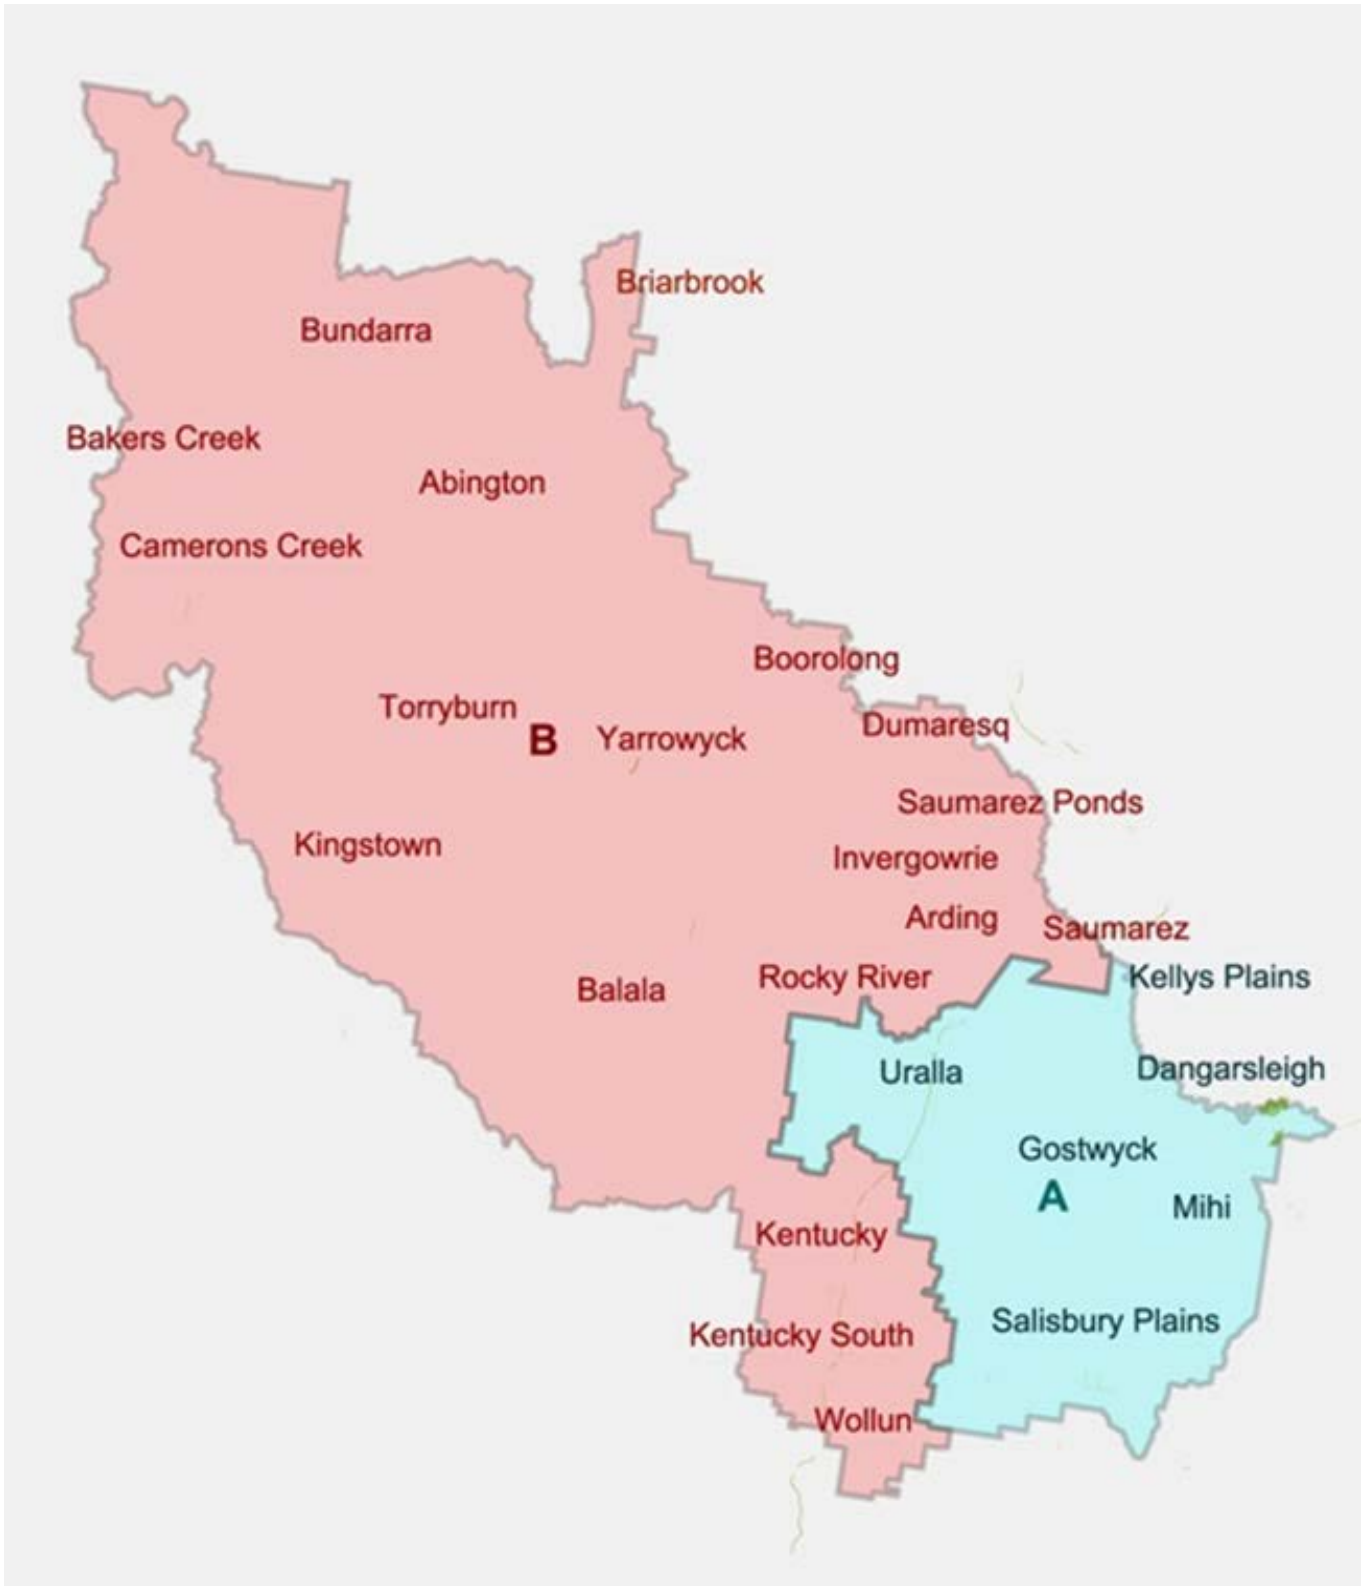 Briarbrook
Bundarra
Bakers Creek
Abington
Camerons Creek
Boorolong
Torryburn
B
Yarrowyck
Dumaresq
Saumarez Ponds
Kingstown
Invergowrie
Arding
Saumarez
Balala
Rocky River
Kellys Plains
Uralla
Dangarsleigh
Gostwyck
A
Mihi
Kentucky
Salisbury Plains
Kentucky South
Wollun